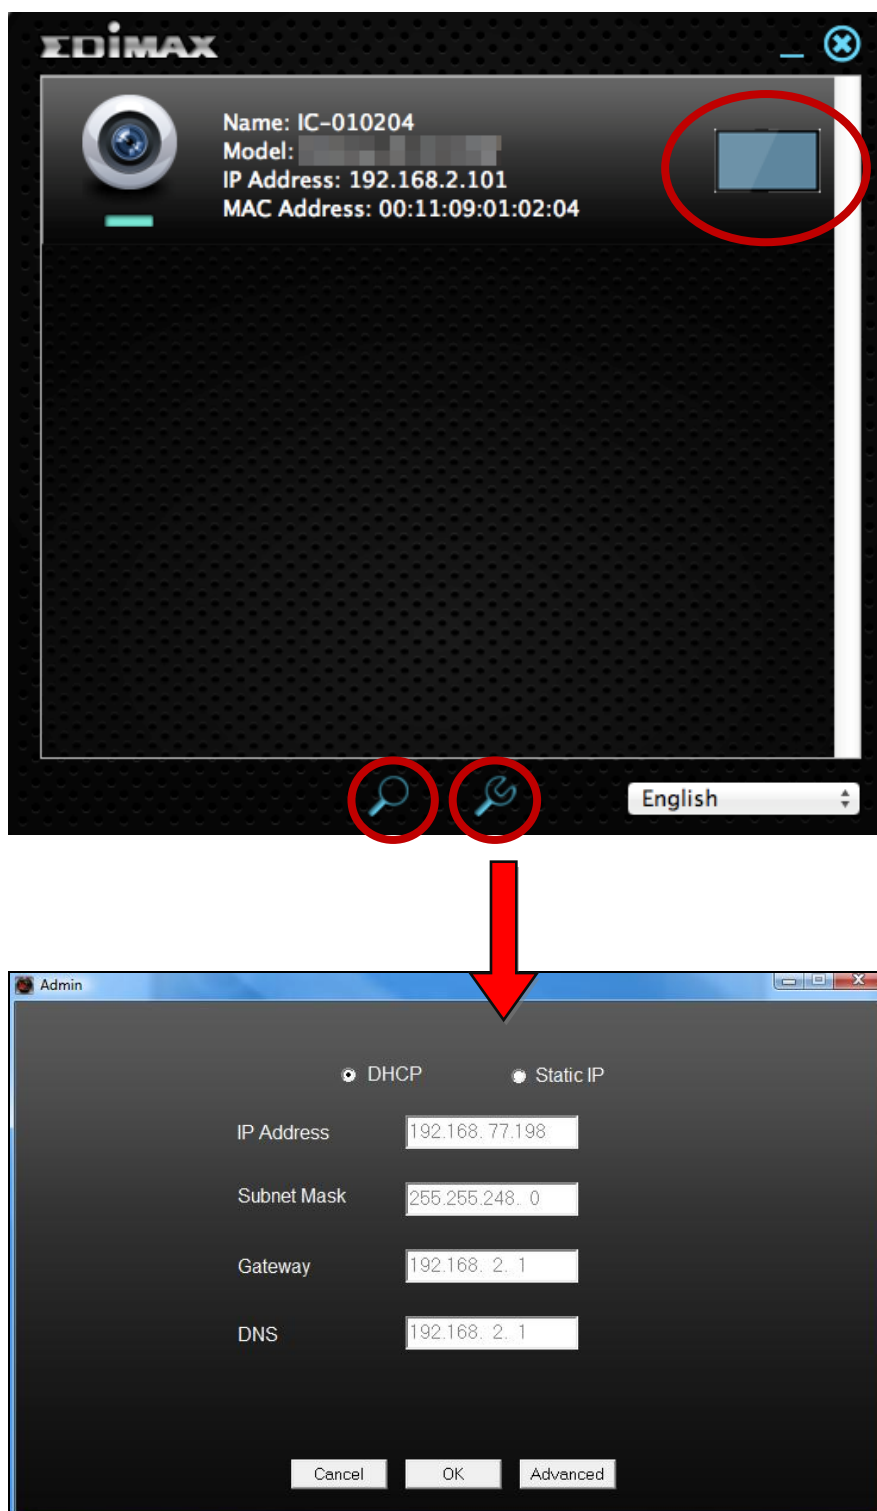 EDiMAX
Name: IC-010204
Model:
IP Address: 192.168.2.101
MAC Address: 00:11:09:01:02:04
English
Admin
DHCP Static IP
IP Address 192.168. 77.198
Subnet Mask 255.255.248. 0
Gateway 192.168. 2. 1
DNS 192.168. 2. 1
Cancel OK Advanced